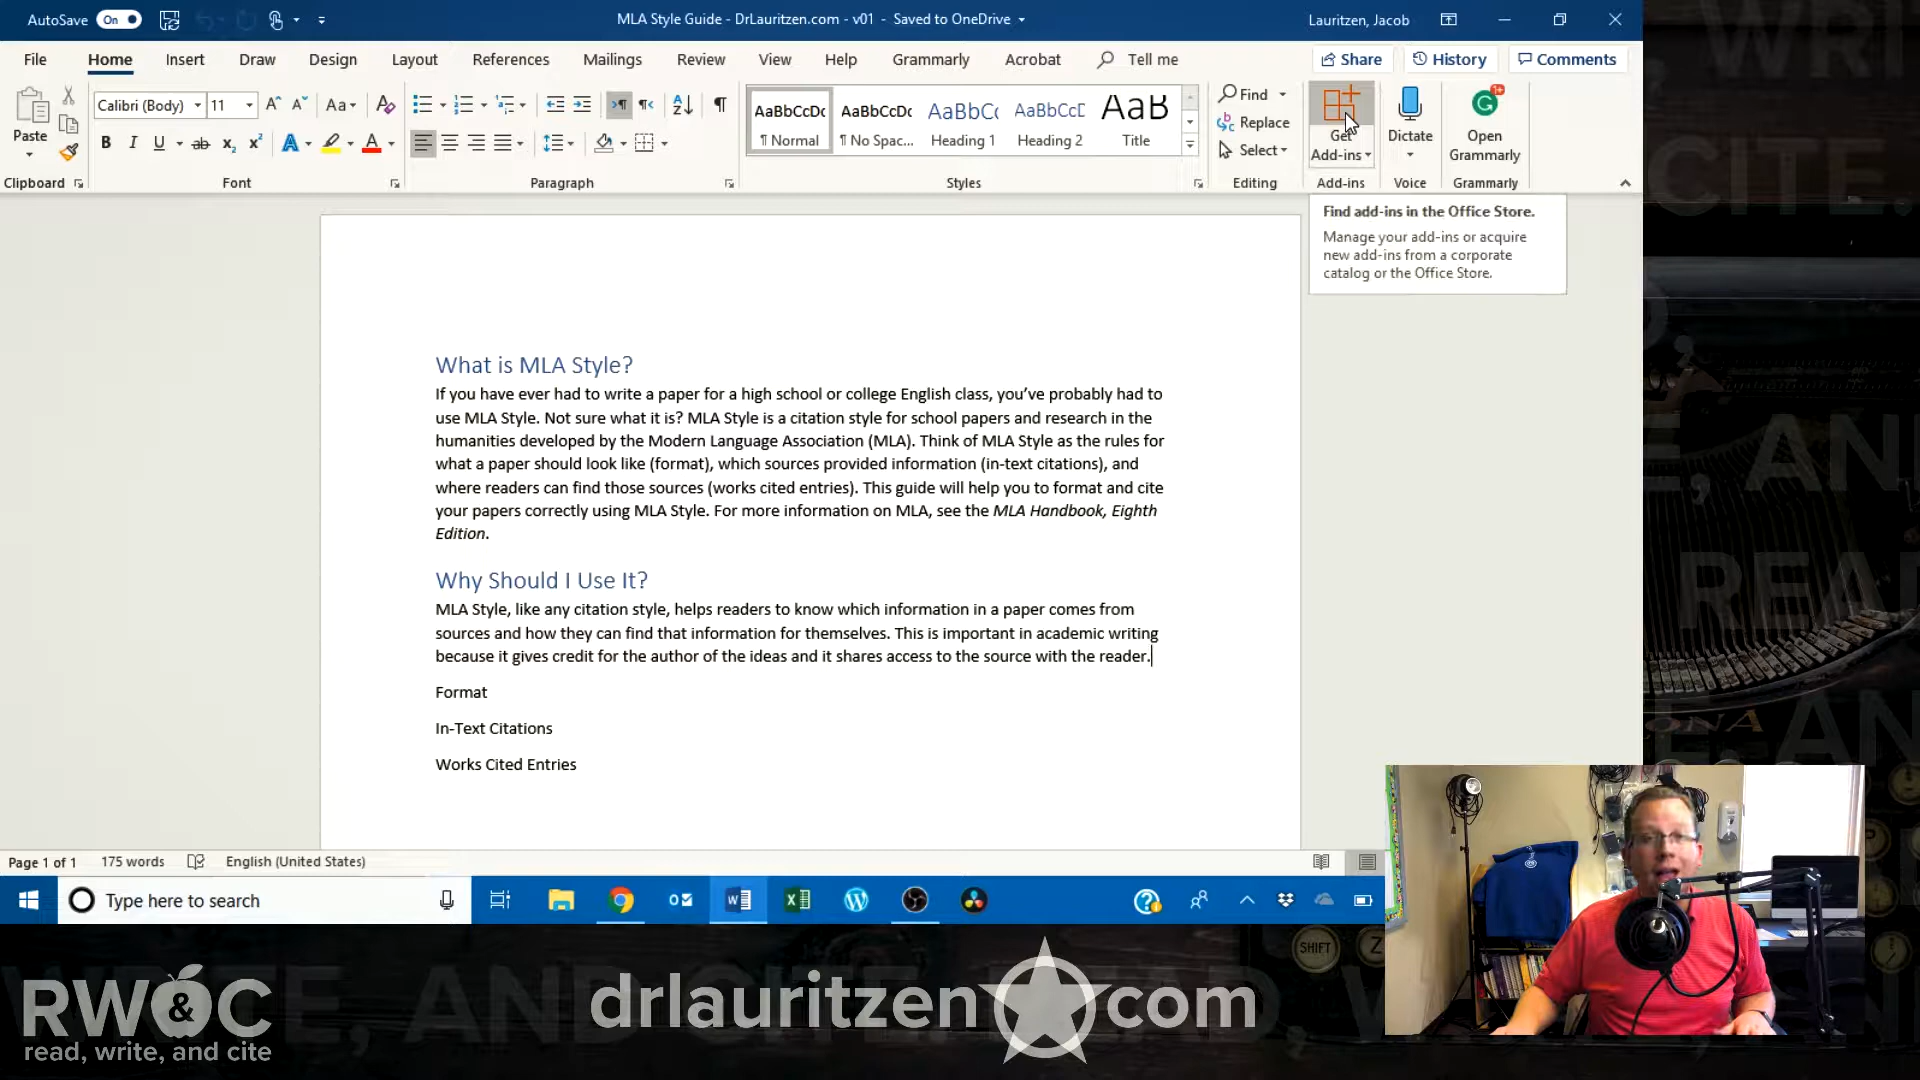 AutoSave On MLA Style Guide - DrLauritzen.com - v01 - Saved to OneDrive Lauritzen, Jacob
File Home Insert Draw Design Layout References Mailings Review View Help Grammarly Acrobat Tell me Share History Comments
Paste
Calibri (Body) 11
Aa
B I U ab x₂ x² A A
AaBbCcDc AaBbCcDc AaBbCc AaBbCcD AaB
¶ Normal ¶ No Spac... Heading 1 Heading 2 Title
Find
Replace
Select
Get Add-ins
Dictate
Open Grammarly
Clipboard Font Paragraph Styles Editing Add-ins Voice Grammarly
Find add-ins in the Office Store.
Manage your add-ins or acquire
new add-ins from a corporate
catalog or the Office Store.
What is MLA Style?
If you have ever had to write a paper for a high school or college English class, you’ve probably had to
use MLA Style. Not sure what it is? MLA Style is a citation style for school papers and research in the
humanities developed by the Modern Language Association (MLA). Think of MLA Style as the rules for
what a paper should look like (format), which sources provided information (in-text citations), and
where readers can find those sources (works cited entries). This guide will help you to format and cite
your papers correctly using MLA Style. For more information on MLA, see the MLA Handbook, Eighth
Edition.
Why Should I Use It?
MLA Style, like any citation style, helps readers to know which information in a paper comes from
sources and how they can find that information for themselves. This is important in academic writing
because it gives credit for the author of the ideas and it shares access to the source with the reader.
Format
In-Text Citations
Works Cited Entries
Page 1 of 1 175 words English (United States)
Type here to search
SHIFT Z
RW&C
read, write, and cite
drlauritzen com